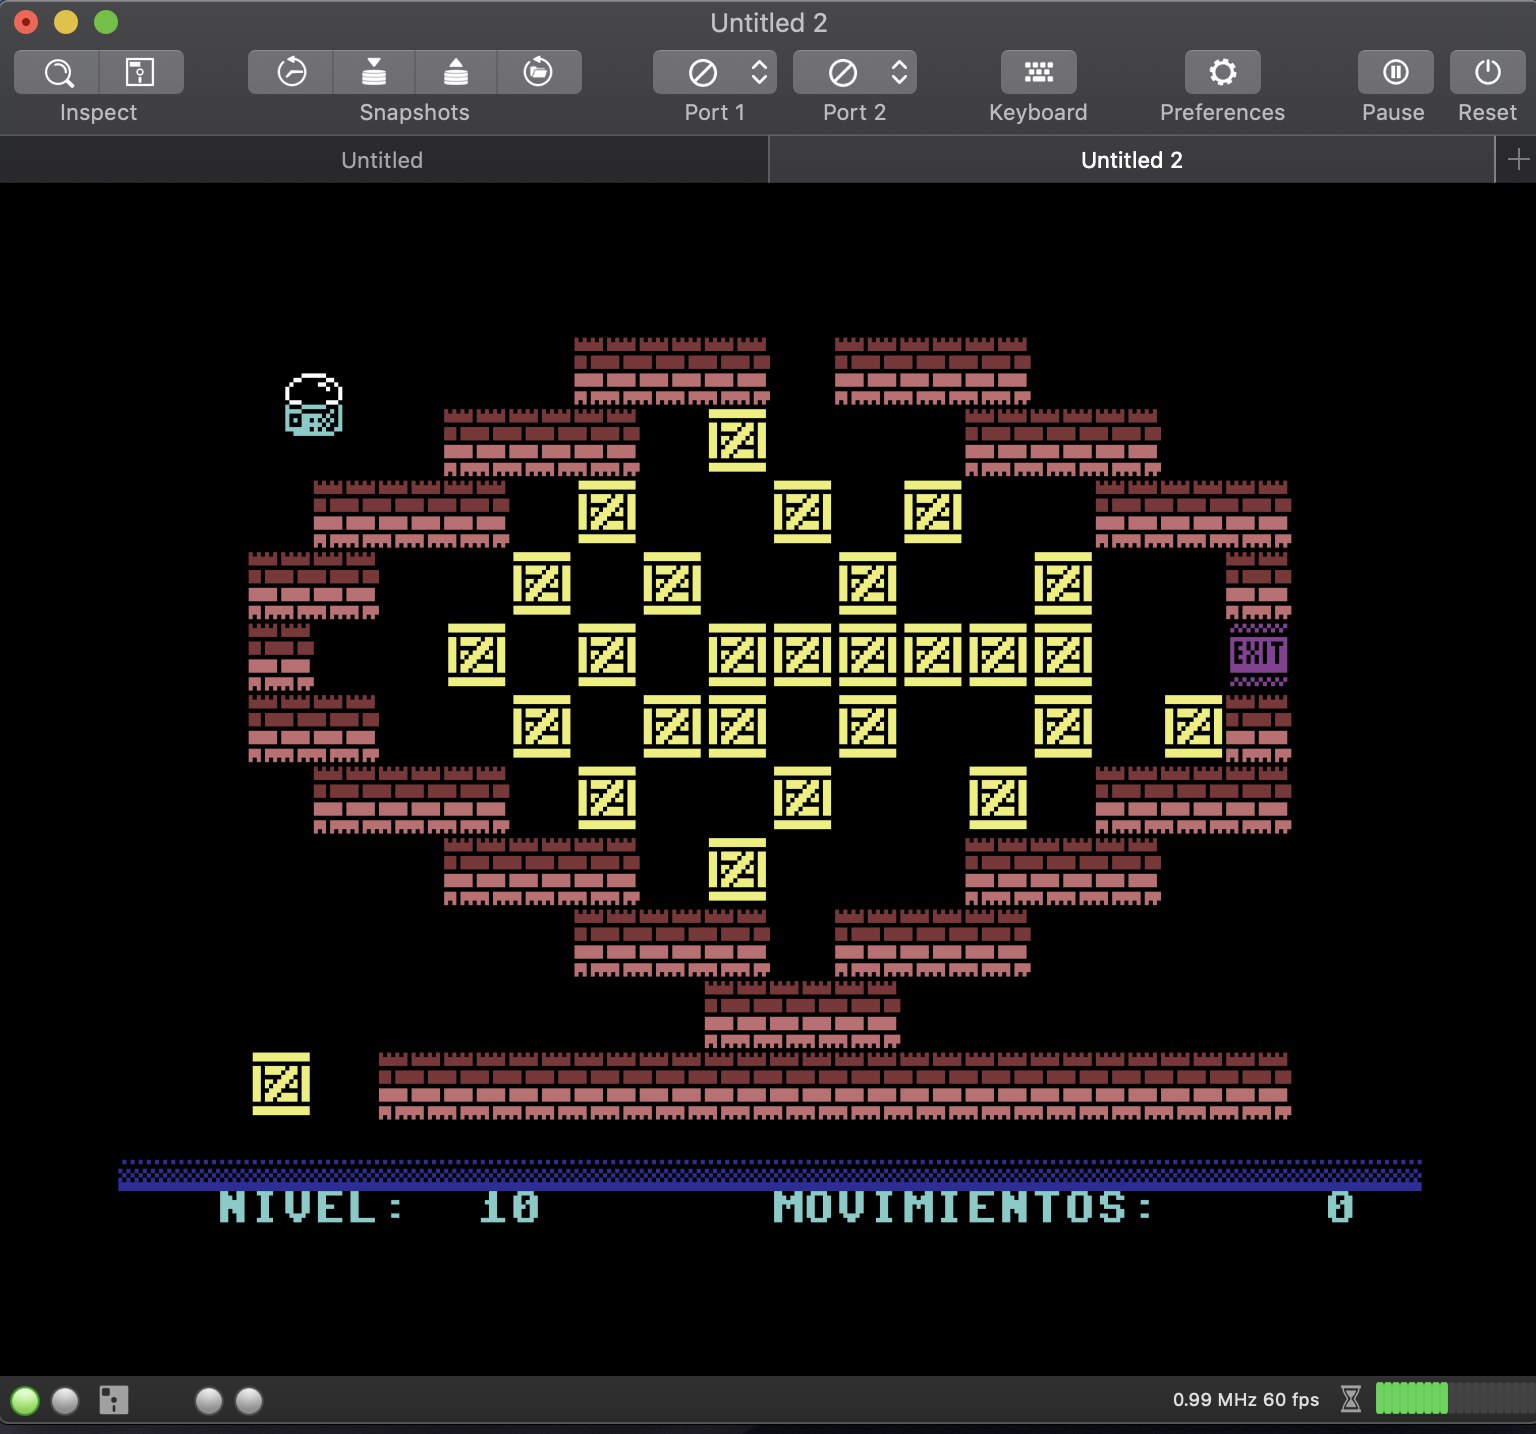 Untitled 2
Inspect Snapshots Port 1 Port 2 Keyboard Preferences Pause Reset
Untitled Untitled 2
EXIT
NIVEL: 10 MOVIMIENTOS: 0
0.99 MHz 60 fps